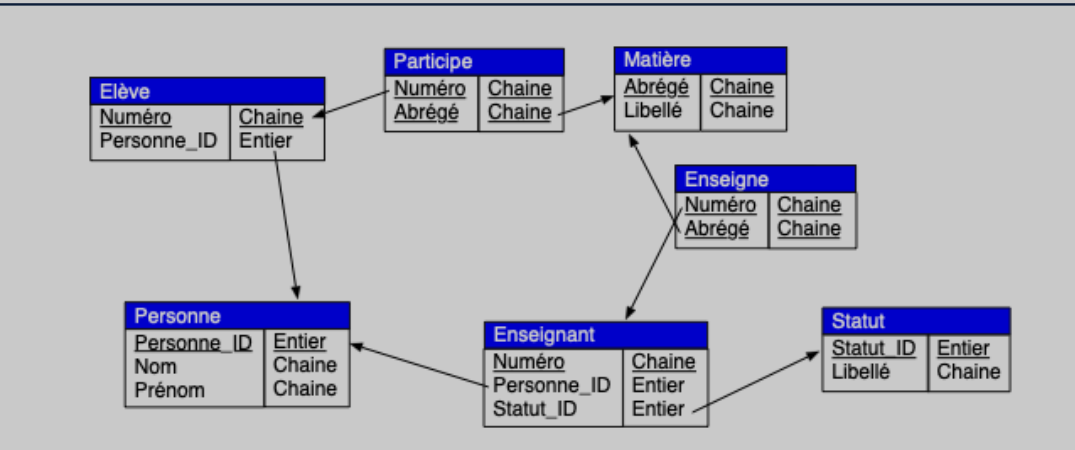 Elève
Numéro Chaine
Personne_ID Entier
Participe
Numéro Chaine
Abrégé Chaine
Matière
Abrégé Chaine
Libellé Chaine
Enseigne
Numéro Chaine
Abrégé Chaine
Personne
Personne_ID Entier
Nom Chaine
Prénom Chaine
Enseignant
Numéro Chaine
Personne_ID Entier
Statut_ID Entier
Statut
Statut_ID Entier
Libellé Chaine